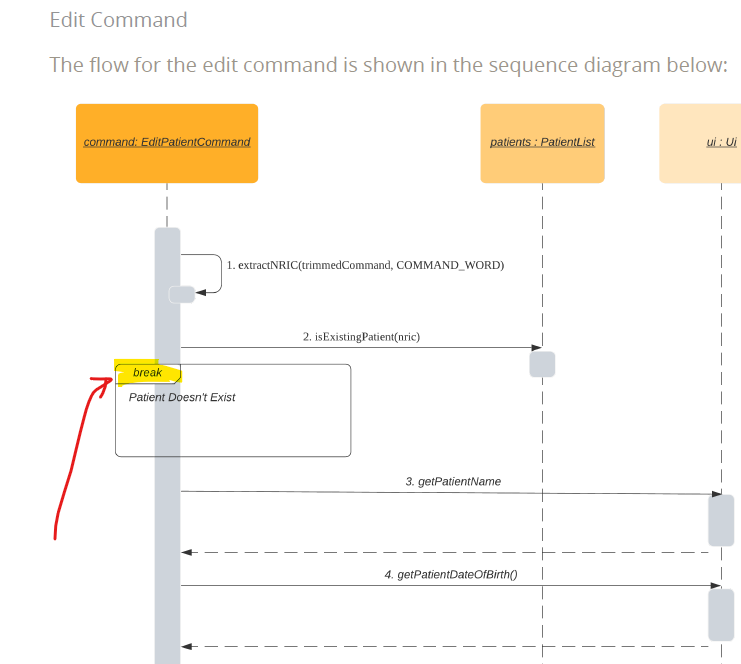 Edit Command
The flow for the edit command is shown in the sequence diagram below:
command: EditPatientCommand
patients : PatientList
ui : Ui
1. extractNRIC(trimmedCommand, COMMAND_WORD)
2. isExistingPatient(nric)
break
Patient Doesn't Exist
3. getPatientName
4. getPatientDateOfBirth()